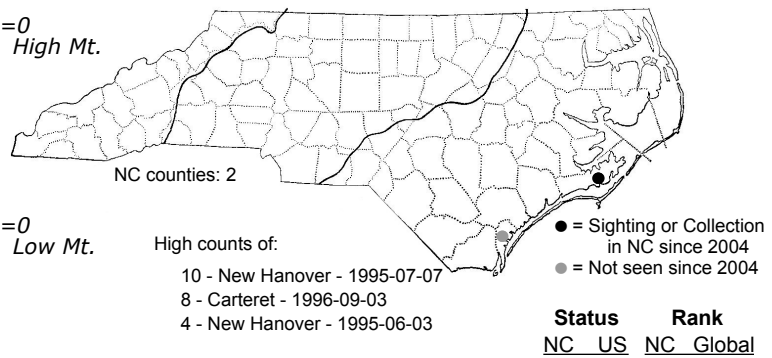 =0
High Mt.
NC counties: 2
=0
Low Mt.
High counts of:
10 - New Hanover - 1995-07-07
8 - Carteret - 1996-09-03
4 - New Hanover - 1995-06-03
● = Sighting or Collection
in NC since 2004
● = Not seen since 2004
Status Rank
NC US NC Global